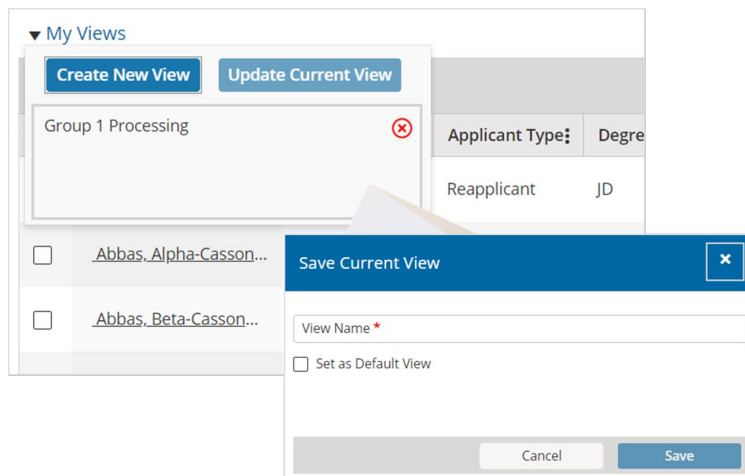 My Views
Create New View Update Current View
Group 1 Processing
Applicant Type Degre
Reapplicant JD
Abbas, Alpha-Casson...
Abbas, Beta-Casson...
Save Current View
View Name *
Set as Default View
Cancel Save